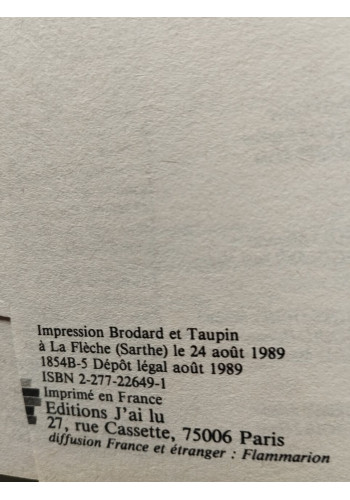 Impression Brodard et Taupin
à La Flèche (Sarthe) le 24 août 1989
1854B-5 Dépôt légal août 1989
ISBN 2-277-22649-1
Imprimé en France
Editions J'ai lu
27, rue Cassette, 75006 Paris
diffusion France et étranger : Flammarion